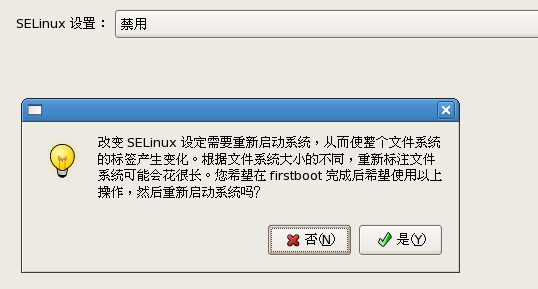 SELinux 设置：
禁用
改变 SELinux 设定需要重新启动系统，从而使整个文件系统
的标签产生变化。根据文件系统大小的不同，重新标注文件
系统可能会花很长。您希望在 firstboot 完成后希望使用以上
操作，然后重新启动系统吗？
否(N)
是(Y)